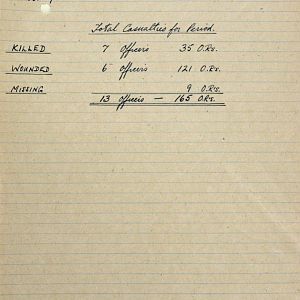 Total Casualties for Period.
KILLED 7 officers 35 O.Rs.
WOUNDED 6 officers 121 O.Rs.
MISSING 9 O.Rs.
13 officers — 165 O.Rs.